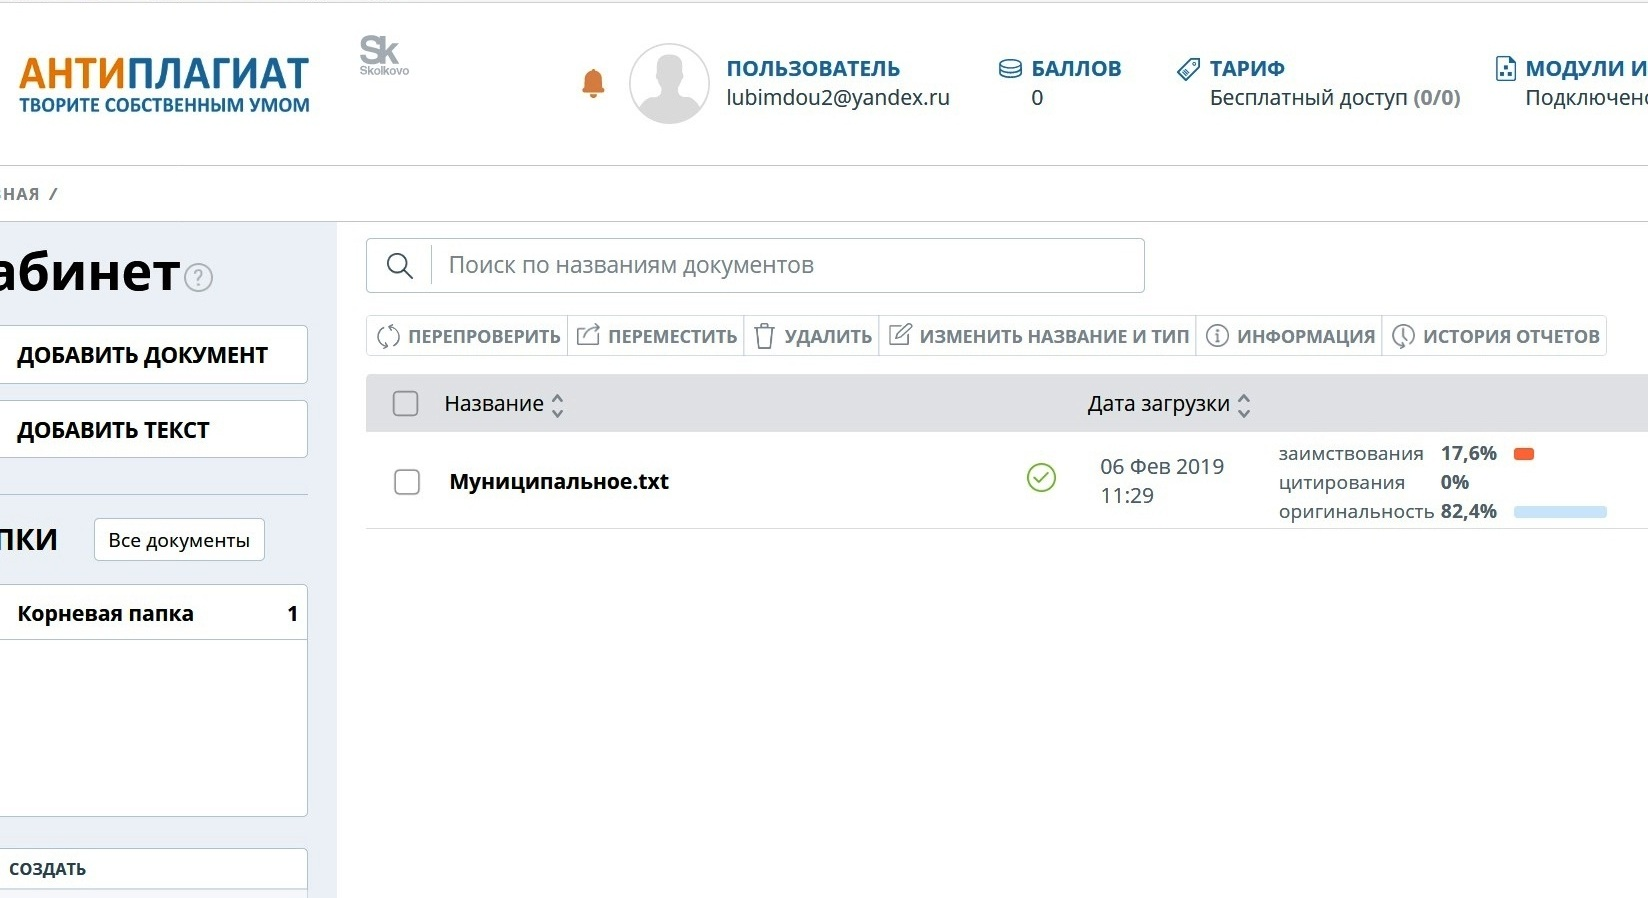 АНТИПЛАГИАТ
ТВОРИТЕ СОБСТВЕННЫМ УМОМ
Sk
Skolkovo
ПОЛЬЗОВАТЕЛЬ
lubimdou2@yandex.ru
БАЛЛОВ
0
ТАРИФ
Бесплатный доступ (0/0)
МОДУЛИ И
Подключено
ВНАЯ /
абинет ?
ДОБАВИТЬ ДОКУМЕНТ
ДОБАВИТЬ ТЕКСТ
ПКИ Все документы
Корневая папка 1
СОЗДАТЬ
Поиск по названиям документов
ПЕРЕПРОВЕРИТЬ ПЕРЕМЕСТИТЬ УДАЛИТЬ ИЗМЕНИТЬ НАЗВАНИЕ И ТИП ИНФОРМАЦИЯ ИСТОРИЯ ОТЧЕТОВ
Название Дата загрузки
Муниципальное.txt
06 Фев 2019
11:29
заимствования 17,6%
цитирования 0%
оригинальность 82,4%